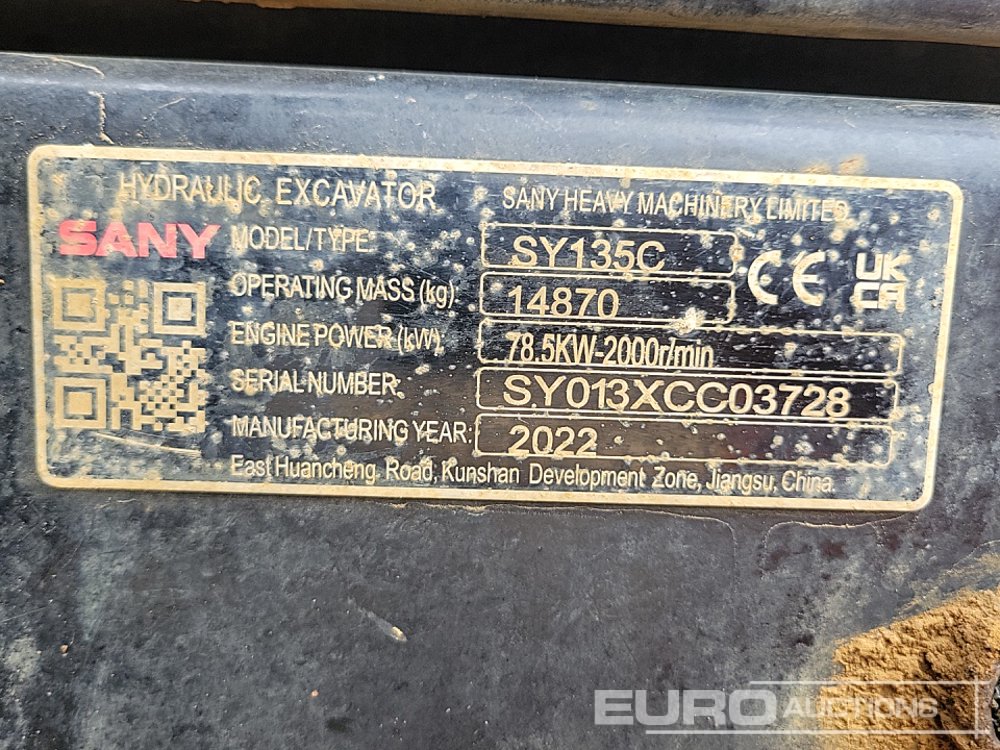 HYDRAULIC EXCAVATOR SANY HEAVY MACHINERY LIMITED
SANY MODEL/TYPE: SY135C
CE UKCA
OPERATING MASS (kg) 14870
ENGINE POWER (kW) 78.5KW-2000r/min
SERIAL NUMBER SY013XCC03728
MANUFACTURING YEAR: 2022
East Huancheng Road, Kunshan Development Zone, Jiangsu, China
EURO AUCTIONS